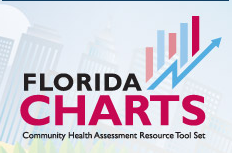 FLORIDA
CHARTS
Community Health Assessment Resource Tool Set